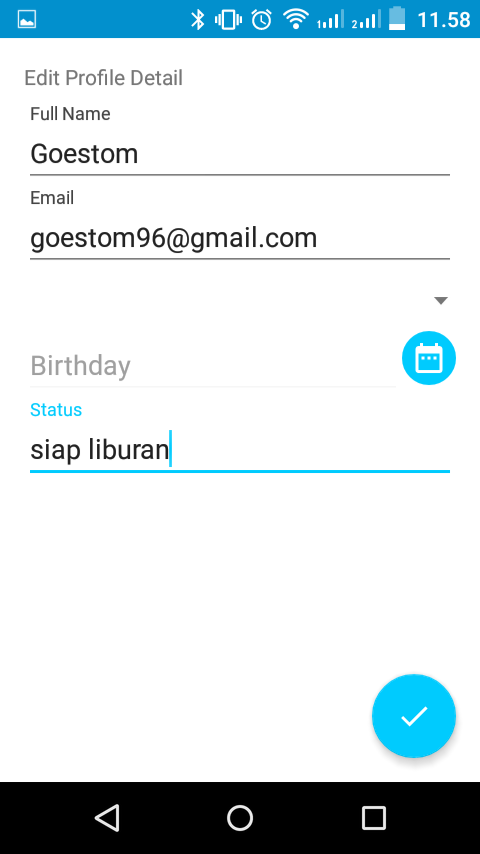 11.58
Edit Profile Detail
Full Name
Goestom
Email
goestom96@gmail.com
Birthday
Status
siap liburan